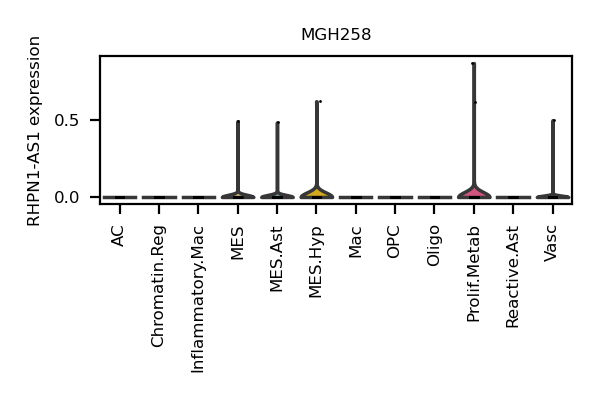 MGH258
RHPN1-AS1 expression
0.5
0.0
AC
Chromatin.Reg
Inflammatory.Mac
MES
MES.Ast
MES.Hyp
Mac
OPC
Oligo
Prolif.Metab
Reactive.Ast
Vasc